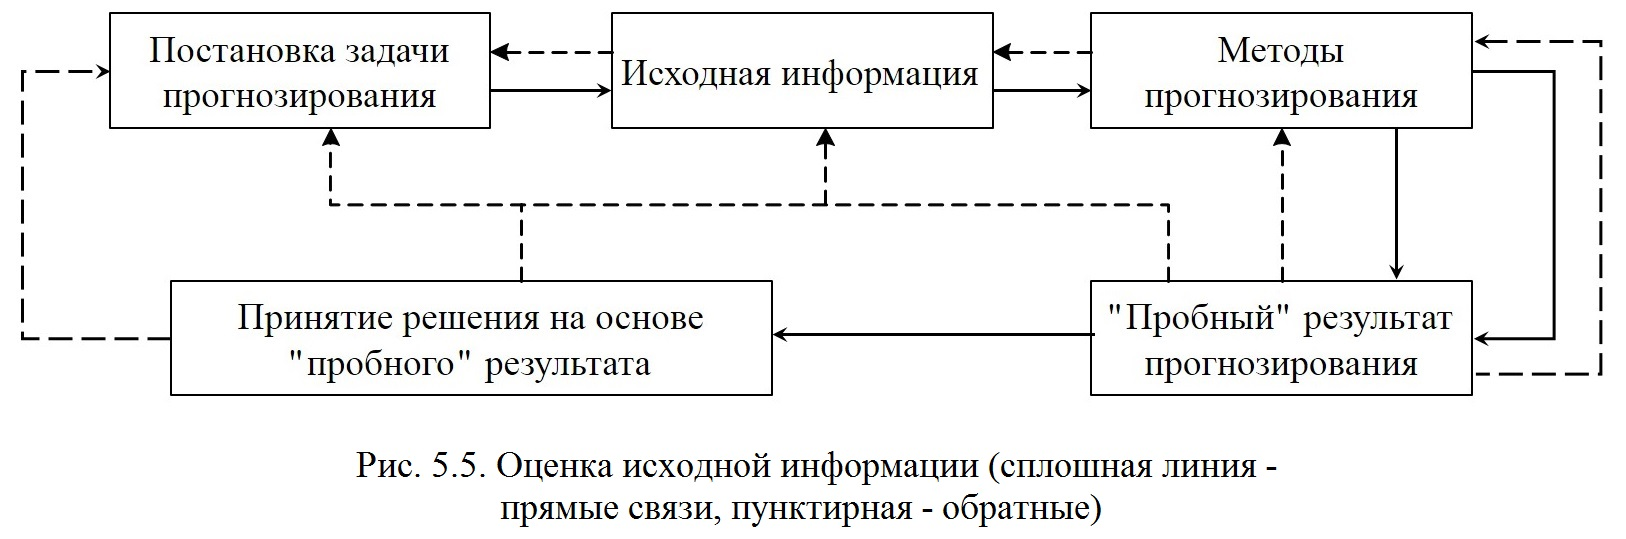 Постановка задачи
прогнозирования
Исходная информация
Методы
прогнозирования
Принятие решения на основе
"пробного" результата
"Пробный" результат
прогнозирования
Рис. 5.5. Оценка исходной информации (сплошная линия -
прямые связи, пунктирная - обратные)